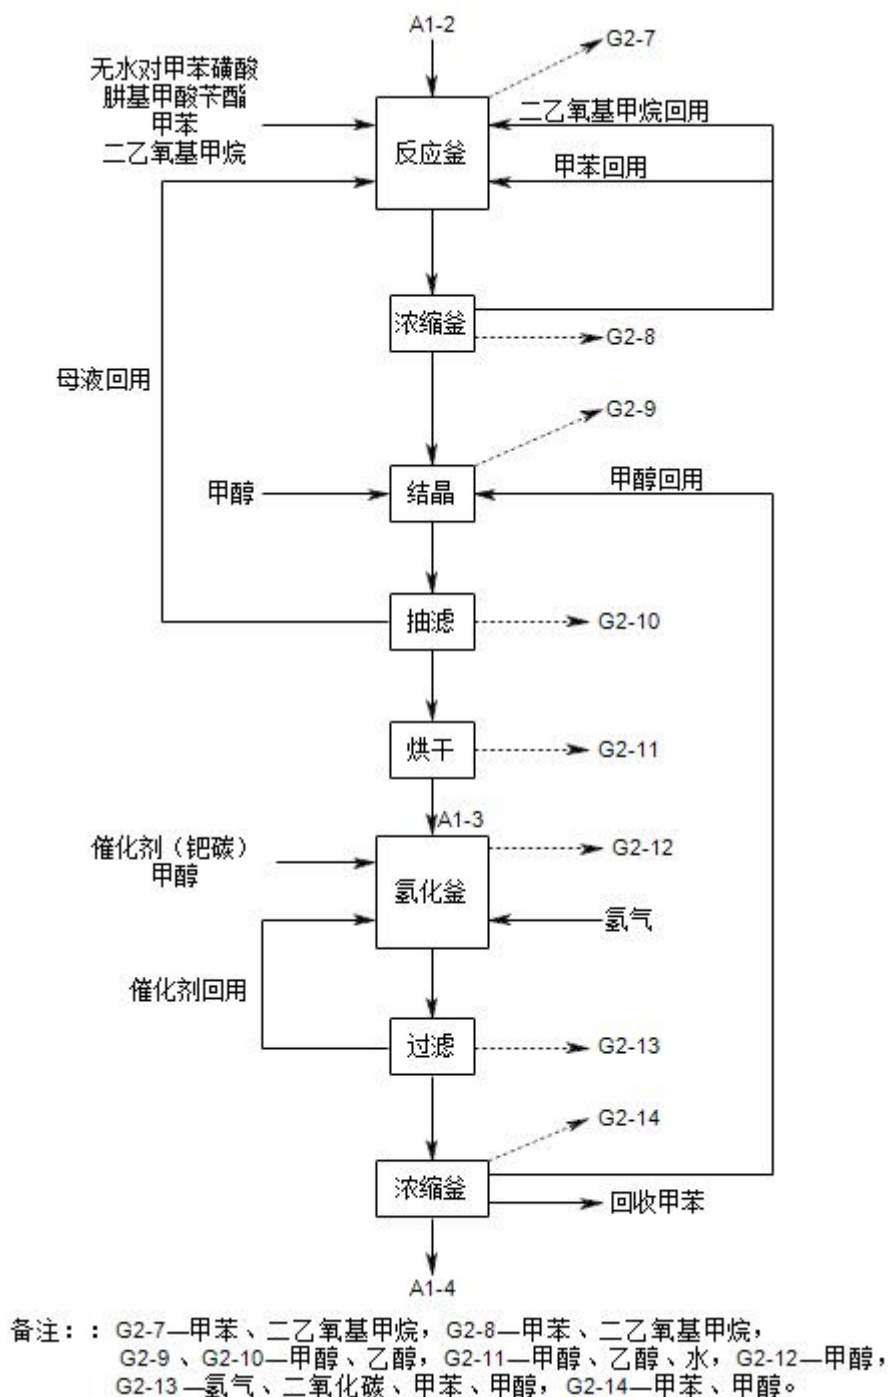 A1-2
G2-7
无水对甲苯磺酸
肼基甲酸苄酯
甲苯
二乙氧基甲烷
二乙氧基甲烷回用
反应釜
甲苯回用
浓缩釜
G2-8
母液回用
G2-9
甲醇
结晶
甲醇回用
抽滤
G2-10
烘干
G2-11
A1-3
催化剂（钯碳）
甲醇
G2-12
氢化釜
氢气
催化剂回用
过滤
G2-13
G2-14
浓缩釜
回收甲苯
A1-4
备注：：G2-7—甲苯、二乙氧基甲烷，G2-8—甲苯、二乙氧基甲烷，
G2-9 、G2-10—甲醇、乙醇，G2-11—甲醇、乙醇、水，G2-12—甲醇，
G2-13—氢气、二氧化碳、甲苯、甲醇，G2-14—甲苯、甲醇。